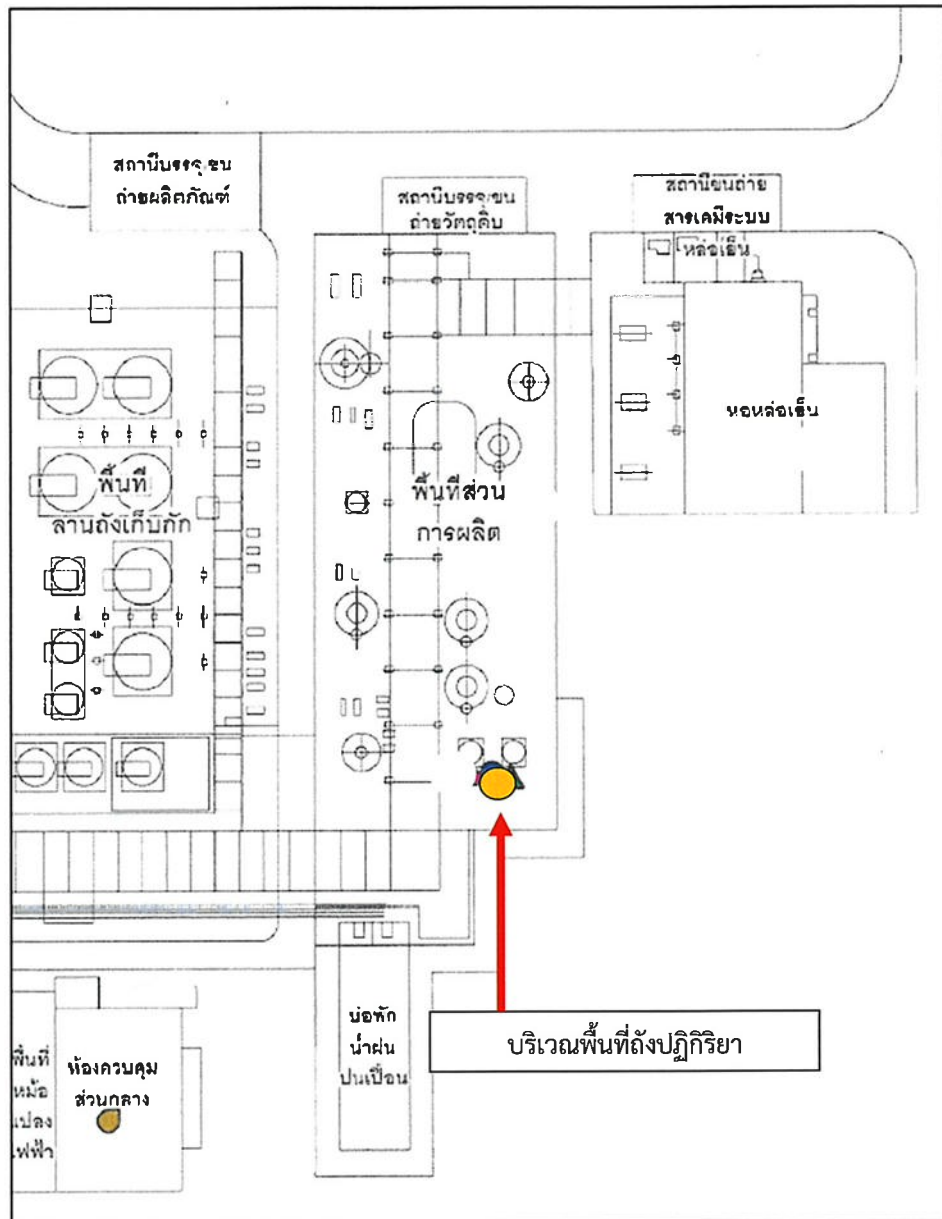 สถานีบรรจุขน
ถ่ายผลิตภัณฑ์
สถานีบรรจุขน
ถ่ายวัตถุดิบ
สถานีขนถ่าย
สารเคมีระบบ
หล่อเย็น
หอหล่อเย็น
พื้นที่
ลานถังเก็บกัก
พื้นที่ส่วน
การผลิต
บริเวณพื้นที่ถังปฏิกิริยา
บ่อพัก
น้ำฝน
ปนเปื้อน
พื้นที่
หม้อ
แปลง
ไฟฟ้า
ห้องควบคุม
ส่วนกลาง